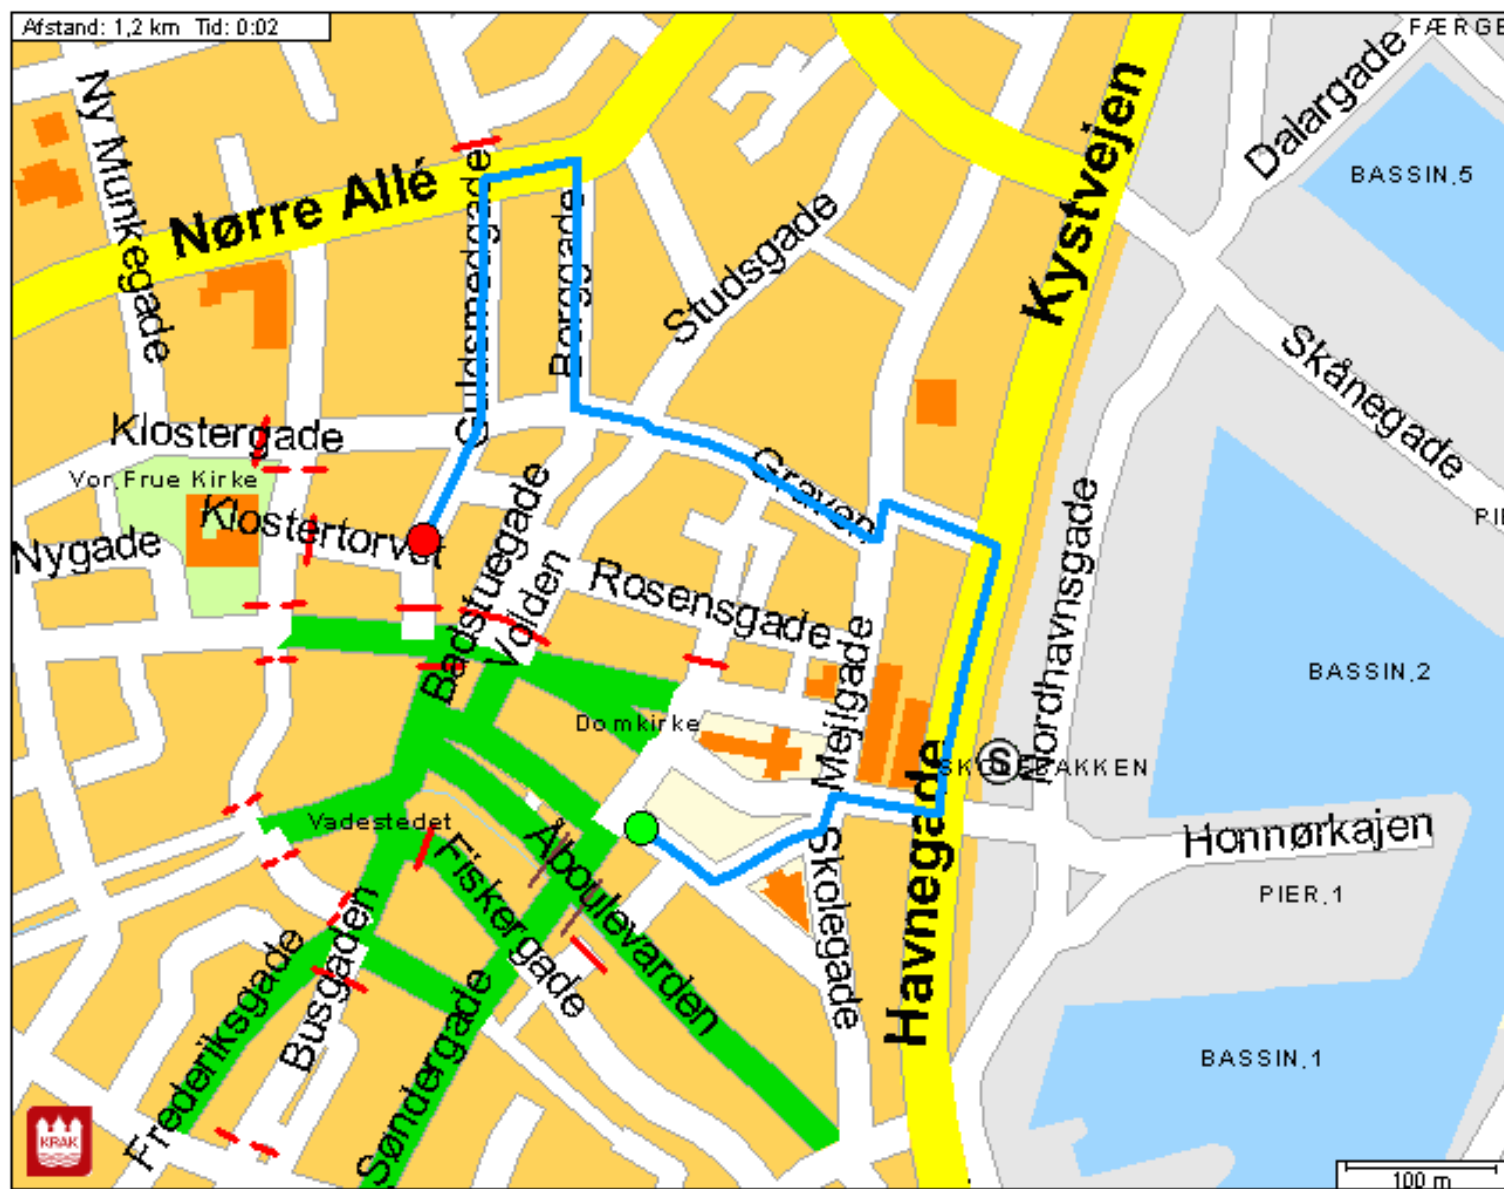 Afstand: 1,2 km Tid: 0:02
FÆRGE
Ny Munkegade
Nørre Allé
Guldsmedgade
Borggade
Studsgade
Kystvejen
Dalargade
BASSIN.5
Skånegade
Klostergade
Vor Frue Kirke
Klostertorvet
Nygade
Badstuegade
Volden
Graven
Rosensgade
Mejlgade
Nordhavnsgade
PIE
BASSIN.2
Domkirke
S
SKOLEBAKKEN
Havnegade
Vadestedet
Åboulevarden
Fiskergade
Skolegade
Honnørkajen
PIER.1
Frederiksgade
Busgaden
Søndergade
BASSIN.1
KRAK
100 m